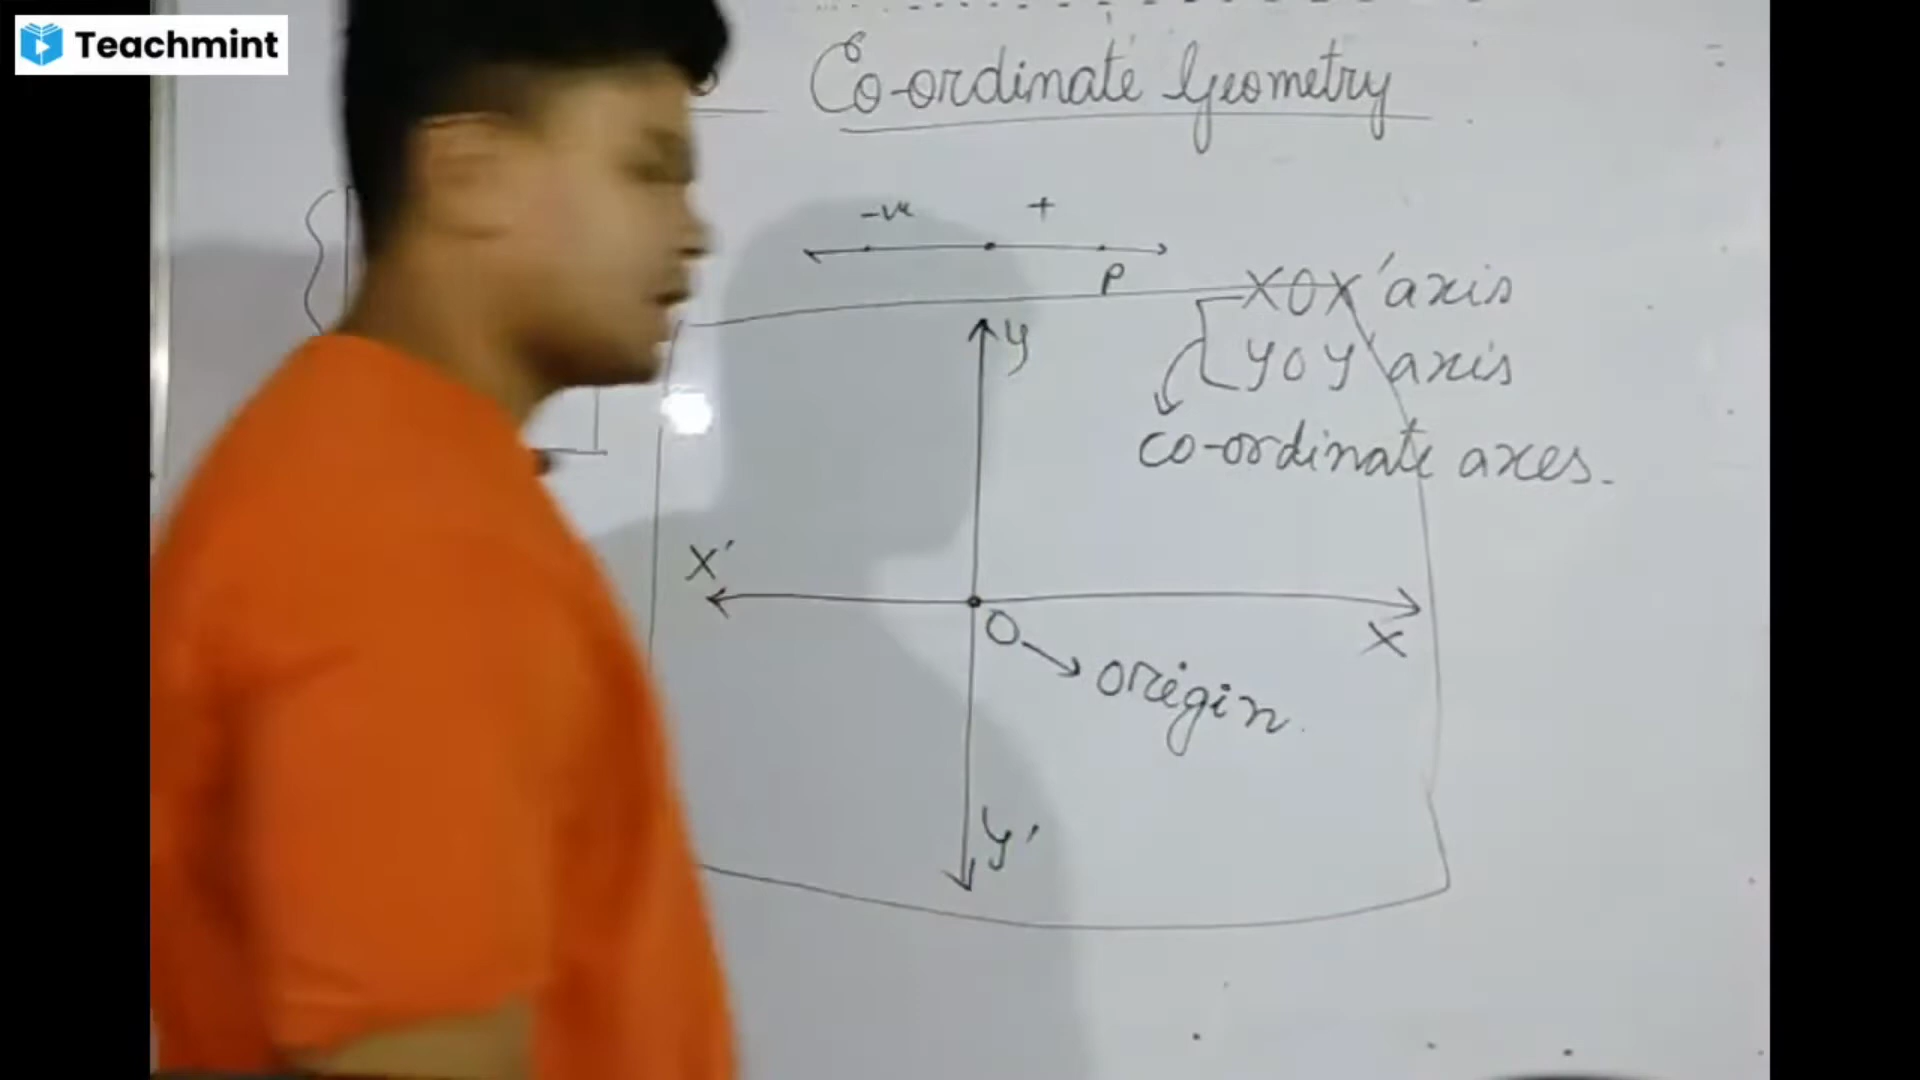 Teachmint
Co-ordinate Geometry
-ve +
P
XOX' axis
YOY' axis
co-ordinate axes.
y
X'
O
X
origin.
y'